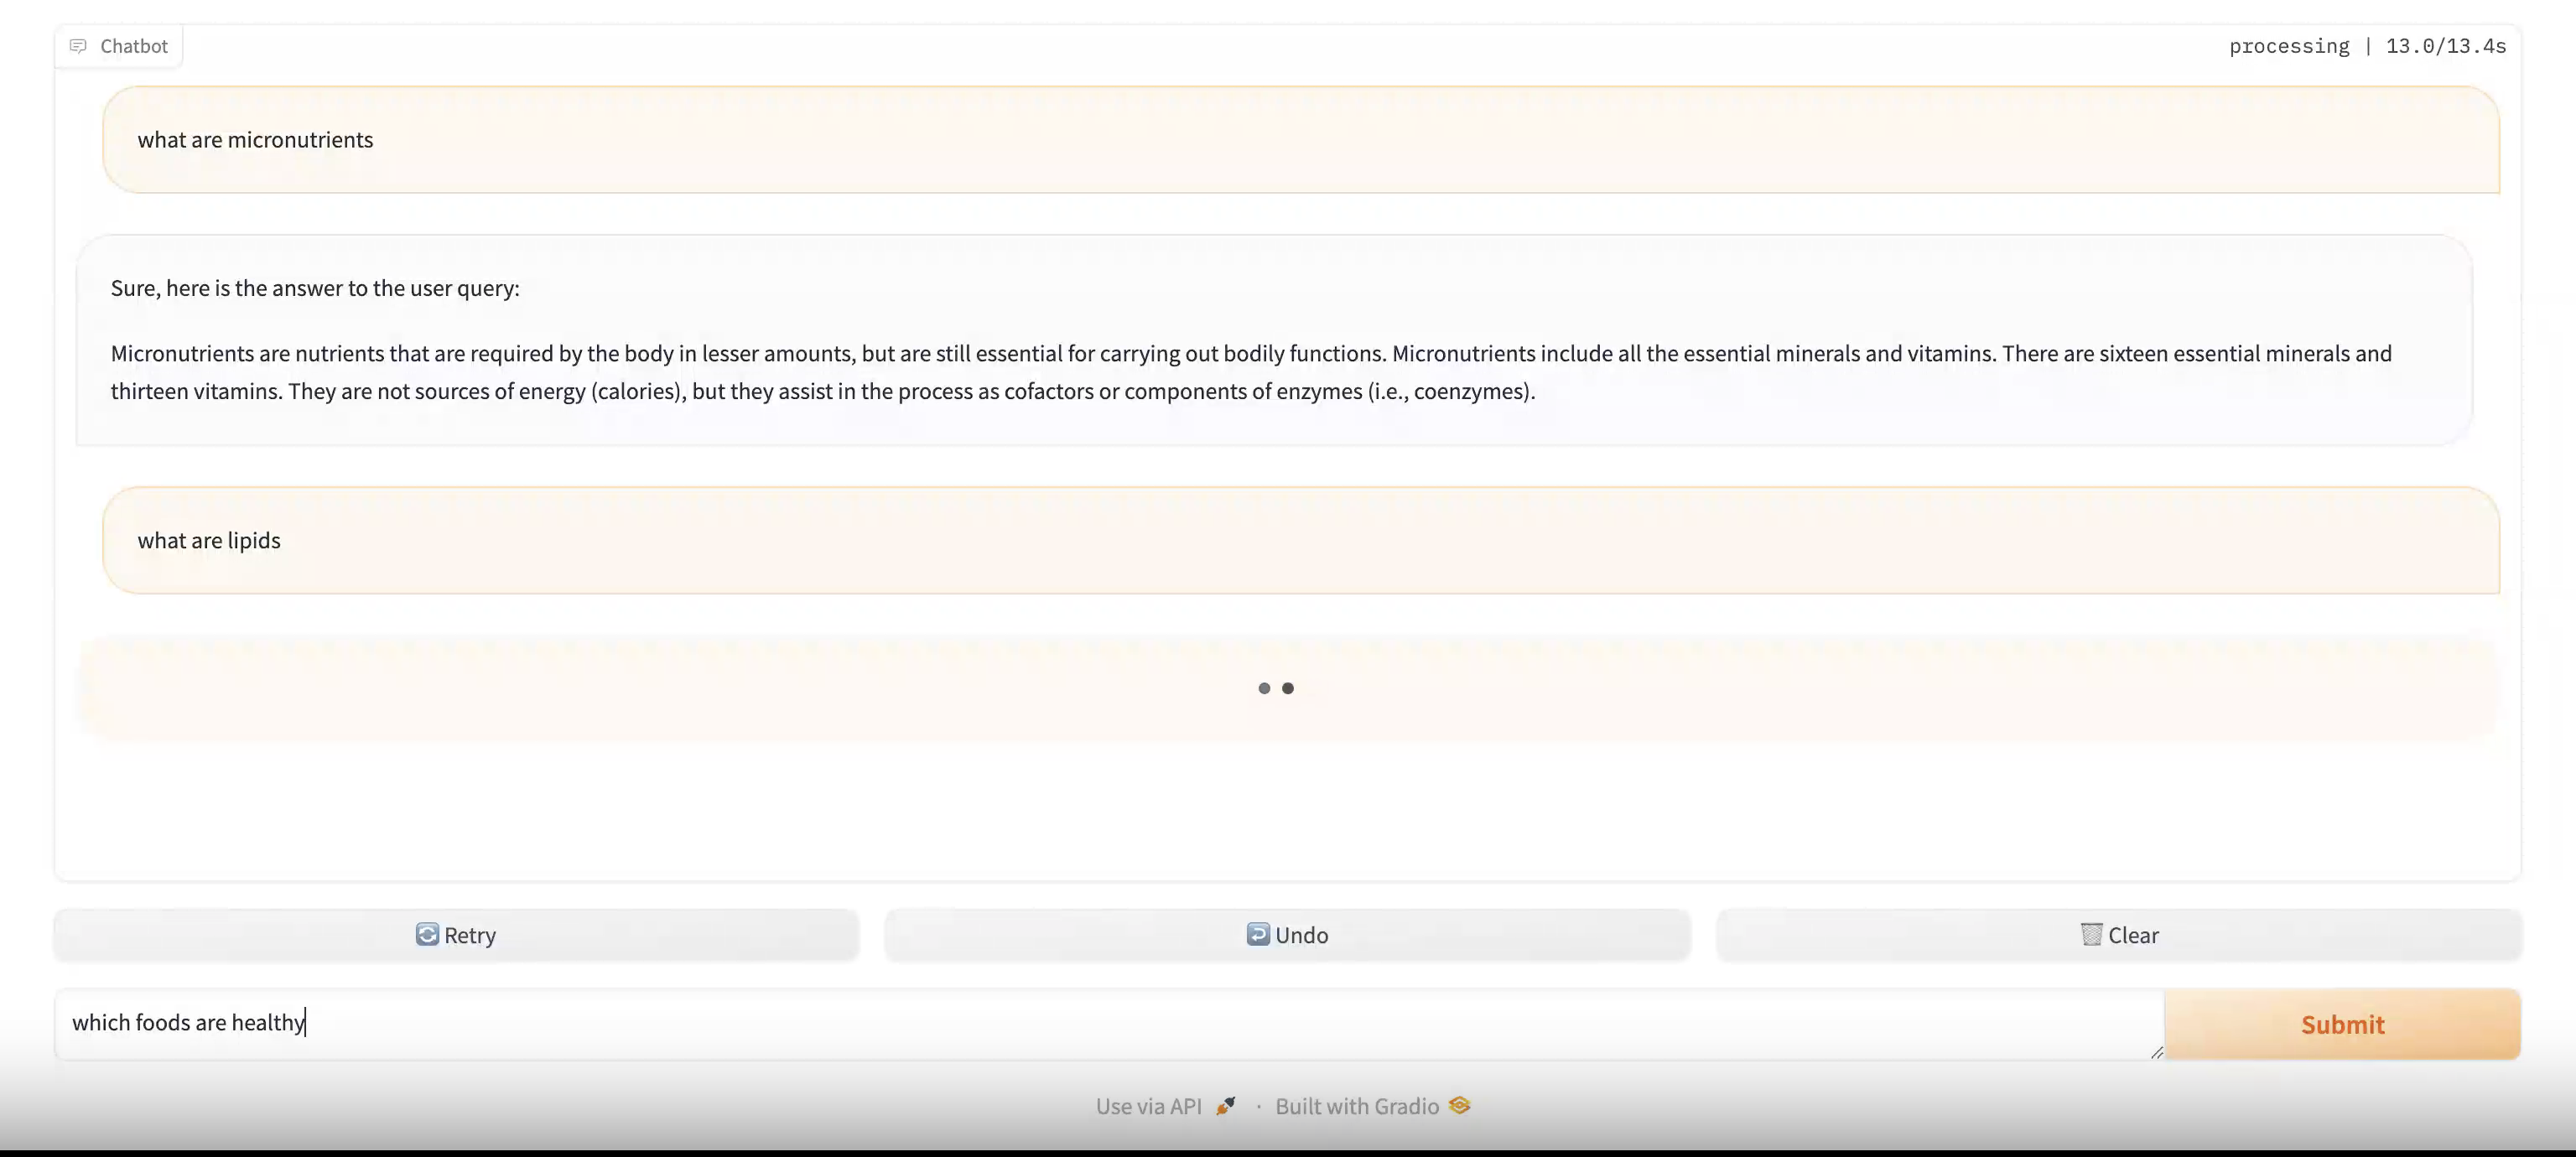 Chatbot
processing | 13.0/13.4s
what are micronutrients
Sure, here is the answer to the user query:
Micronutrients are nutrients that are required by the body in lesser amounts, but are still essential for carrying out bodily functions. Micronutrients include all the essential minerals and vitamins. There are sixteen essential minerals and
thirteen vitamins. They are not sources of energy (calories), but they assist in the process as cofactors or components of enzymes (i.e., coenzymes).
what are lipids
Retry
Undo
Clear
which foods are healthy
Submit
Use via API · Built with Gradio